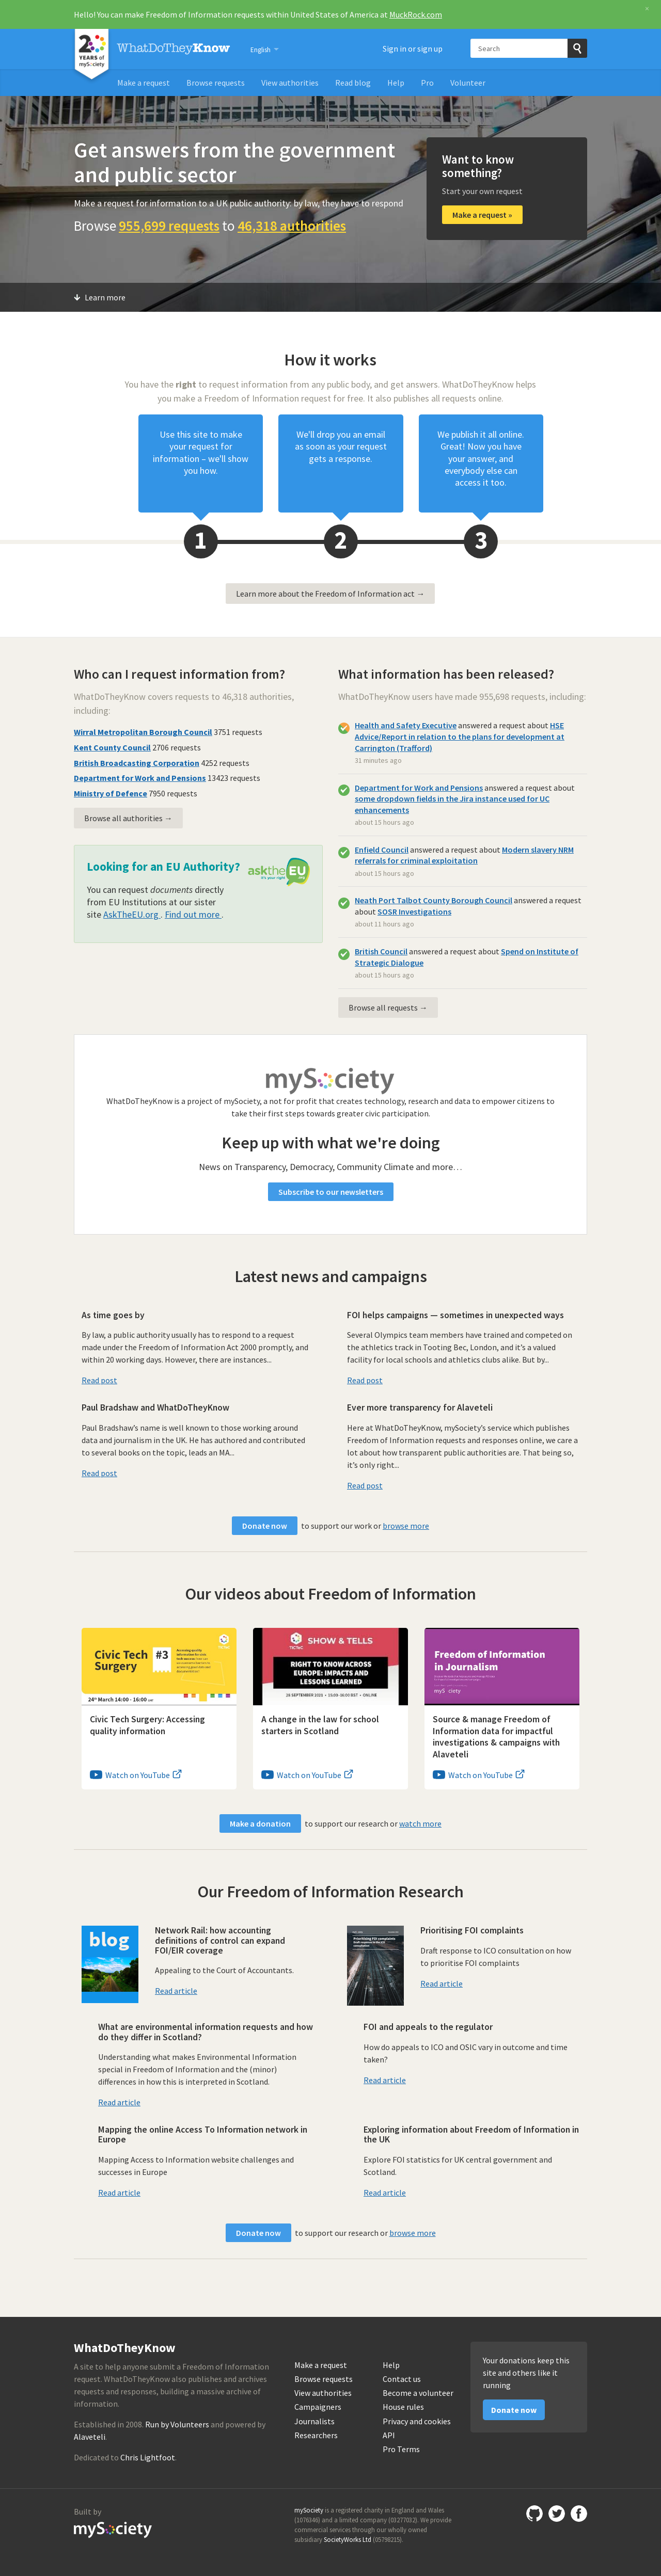 Hello! You can make Freedom of Information requests within United States of America at MuckRock.com
×
20
YEARS of
mySociety
WhatDoTheyKnow
English
Sign in or sign up
Search
Make a request
Browse requests
View authorities
Read blog
Help
Pro
Volunteer
Get answers from the government
and public sector
Make a request for information to a UK public authority: by law, they have to respond
Browse 955,699 requests to 46,318 authorities
Want to know
something?
Start your own request
Make a request »
Learn more
How it works
You have the right to request information from any public body, and get answers. WhatDoTheyKnow helps
you make a Freedom of Information request for free. It also publishes all requests online.
Use this site to make
your request for
information – we'll show
you how.
We'll drop you an email
as soon as your request
gets a response.
We publish it all online.
Great! Now you have
your answer, and
everybody else can
access it too.
1
2
3
Learn more about the Freedom of Information act →
Who can I request information from?
WhatDoTheyKnow covers requests to 46,318 authorities,
including:
Wirral Metropolitan Borough Council 3751 requests
Kent County Council 2706 requests
British Broadcasting Corporation 4252 requests
Department for Work and Pensions 13423 requests
Ministry of Defence 7950 requests
Browse all authorities →
Looking for an EU Authority?
asktheEU
it's your right
.org
You can request documents directly
from EU Institutions at our sister
site AskTheEU.org . Find out more .
What information has been released?
WhatDoTheyKnow users have made 955,698 requests, including:
Health and Safety Executive answered a request about HSE
Advice/Report in relation to the plans for development at
Carrington (Trafford)
31 minutes ago
Department for Work and Pensions answered a request about
some dropdown fields in the Jira instance used for UC
enhancements
about 15 hours ago
Enfield Council answered a request about Modern slavery NRM
referrals for criminal exploitation
about 15 hours ago
Neath Port Talbot County Borough Council answered a request
about SOSR Investigations
about 11 hours ago
British Council answered a request about Spend on Institute of
Strategic Dialogue
about 15 hours ago
Browse all requests →
mySociety
WhatDoTheyKnow is a project of mySociety, a not for profit that creates technology, research and data to empower citizens to
take their first steps towards greater civic participation.
Keep up with what we're doing
News on Transparency, Democracy, Community Climate and more…
Subscribe to our newsletters
Latest news and campaigns
As time goes by
By law, a public authority usually has to respond to a request
made under the Freedom of Information Act 2000 promptly, and
within 20 working days. However, there are instances...
Read post
FOI helps campaigns — sometimes in unexpected ways
Several Olympics team members have trained and competed on
the athletics track in Tooting Bec, London, and it's a valued
facility for local schools and athletics clubs alike. But by...
Read post
Paul Bradshaw and WhatDoTheyKnow
Paul Bradshaw's name is well known to those working around
data and journalism in the UK. He has authored and contributed
to several books on the topic, leads an MA...
Read post
Ever more transparency for Alaveteli
Here at WhatDoTheyKnow, mySociety's service which publishes
Freedom of Information requests and responses online, we care a
lot about how transparent public authorities are. That being so,
it's only right...
Read post
Donate now to support our work or browse more
Our videos about Freedom of Information
Civic Tech
Surgery
#3
24th March 14:00 - 16:00
Civic Tech Surgery: Accessing
quality information
Watch on YouTube
TICTeC
SHOW & TELLS
RIGHT TO KNOW ACROSS
EUROPE: IMPACTS AND
LESSONS LEARNED
A change in the law for school
starters in Scotland
Watch on YouTube
Freedom of Information
in Journalism
mySociety
Source & manage Freedom of
Information data for impactful
investigations & campaigns with
Alaveteli
Watch on YouTube
Make a donation to support our research or watch more
Our Freedom of Information Research
blog
Network Rail: how accounting
definitions of control can expand
FOI/EIR coverage
Appealing to the Court of Accountants.
Read article
Prioritising FOI complaints
Prioritising FOI complaints
Draft response to ICO consultation on how
to prioritise FOI complaints
Read article
What are environmental information requests and how
do they differ in Scotland?
Understanding what makes Environmental Information
special in Freedom of Information and the (minor)
differences in how this is interpreted in Scotland.
Read article
FOI and appeals to the regulator
How do appeals to ICO and OSIC vary in outcome and time
taken?
Read article
Mapping the online Access To Information network in
Europe
Mapping Access to Information website challenges and
successes in Europe
Read article
Exploring information about Freedom of Information in
the UK
Explore FOI statistics for UK central government and
Scotland.
Read article
Donate now to support our research or browse more
WhatDoTheyKnow
A site to help anyone submit a Freedom of Information
request. WhatDoTheyKnow also publishes and archives
requests and responses, building a massive archive of
information.
Established in 2008. Run by Volunteers and powered by
Alaveteli.
Dedicated to Chris Lightfoot.
Make a request
Browse requests
View authorities
Campaigners
Journalists
Researchers
Help
Contact us
Become a volunteer
House rules
Privacy and cookies
API
Pro Terms
Your donations keep this
site and others like it
running
Donate now
Built by
mySociety
mySociety is a registered charity in England and Wales
(1076346) and a limited company (03277032). We provide
commercial services through our wholly owned
subsidiary SocietyWorks Ltd (05798215).